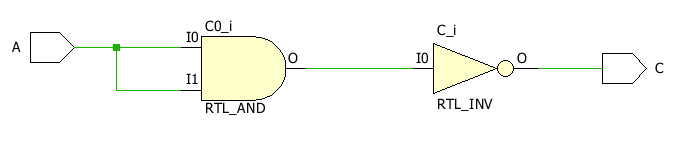 C0_i
C_i
A
I0
O
I0
O
C
I1
RTL_AND
RTL_INV